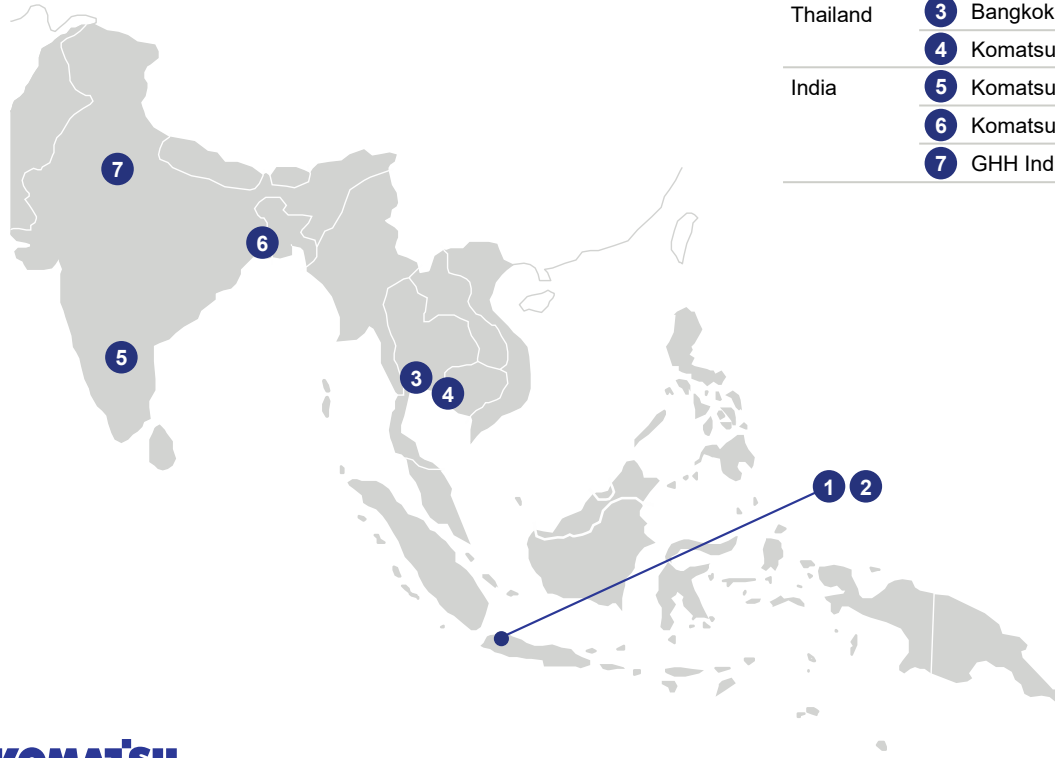 Thailand 3 Bangkok
4 Komatsu
India 5 Komatsu
6 Komatsu
7 GHH Ind
7
6
5
3
4
1 2
KOMATSU